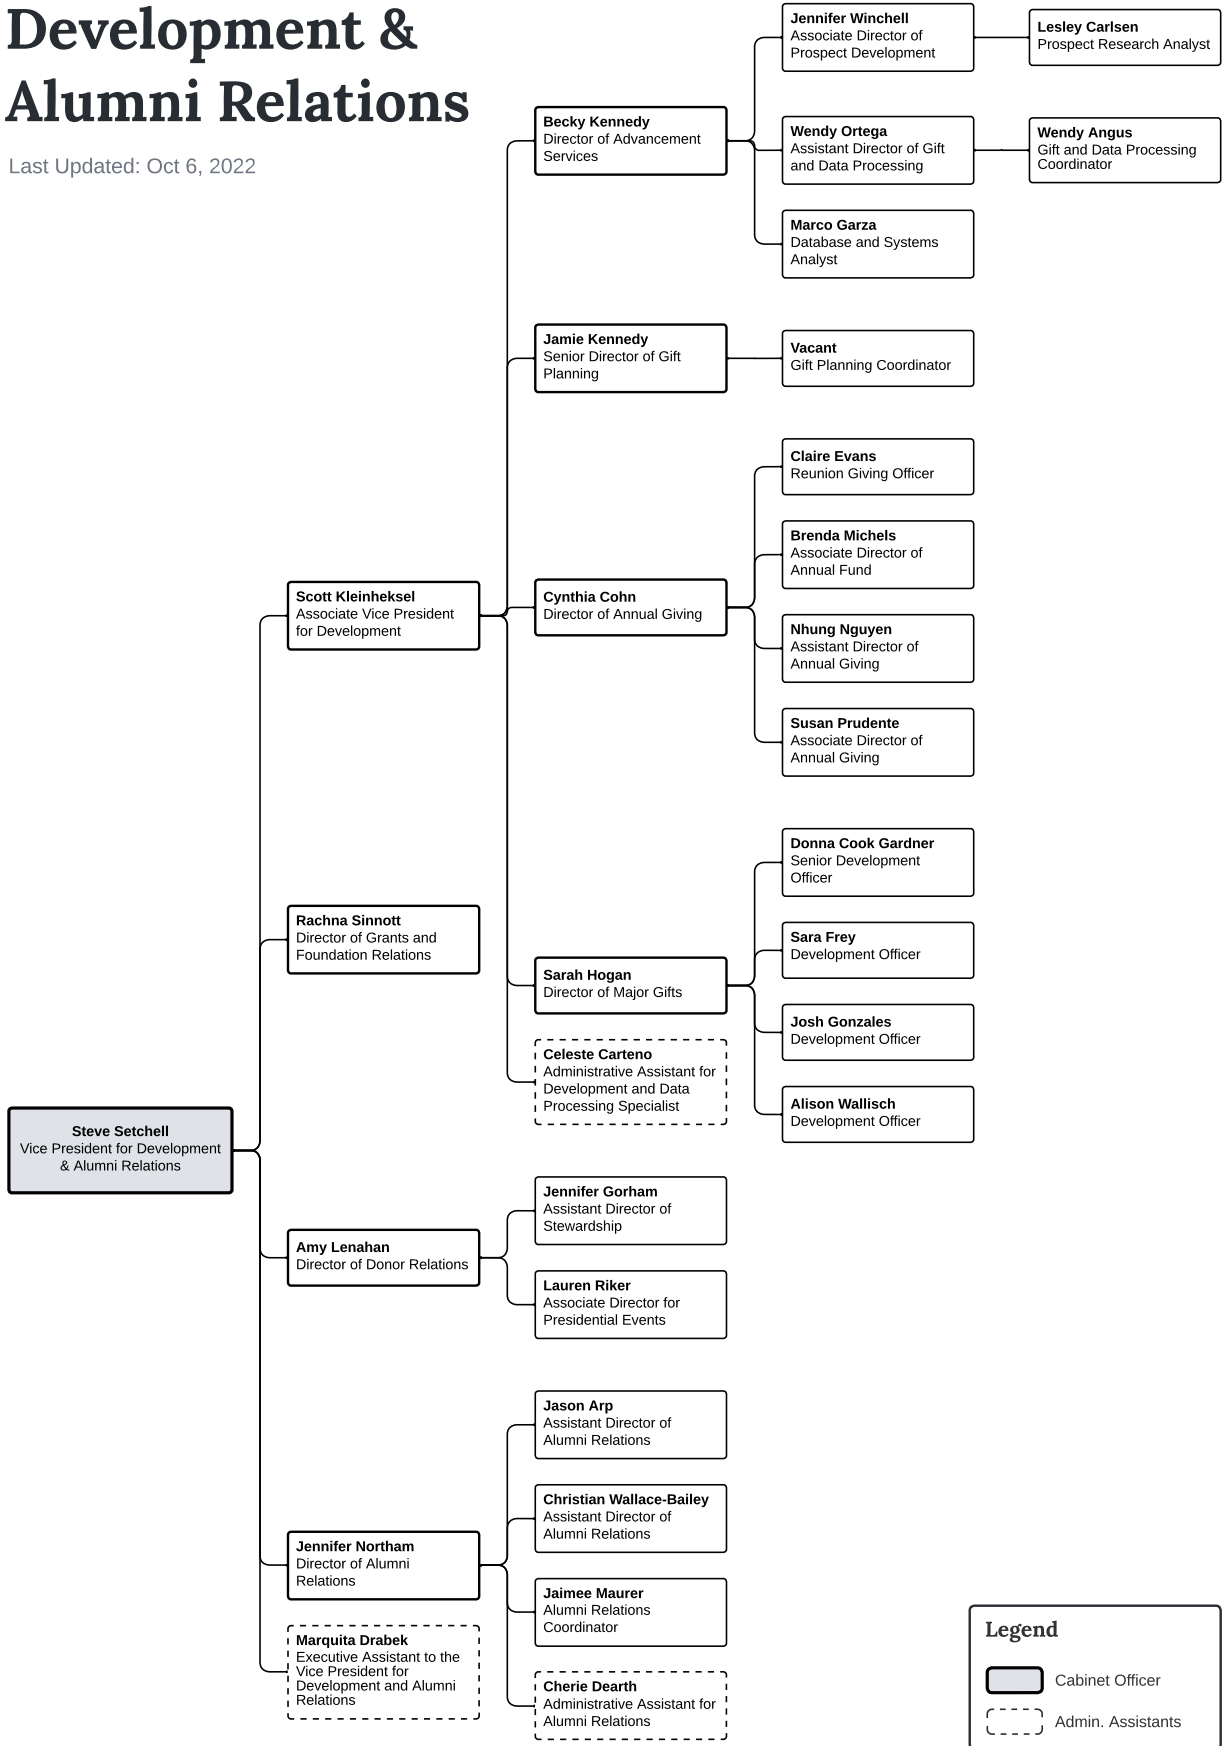 Development &
Alumni Relations
Last Updated: Oct 6, 2022
Steve Setchell
Vice President for Development
& Alumni Relations
Scott Kleinheksel
Associate Vice President
for Development
Becky Kennedy
Director of Advancement
Services
Jennifer Winchell
Associate Director of
Prospect Development
Lesley Carlsen
Prospect Research Analyst
Wendy Ortega
Assistant Director of Gift
and Data Processing
Wendy Angus
Gift and Data Processing
Coordinator
Marco Garza
Database and Systems
Analyst
Jamie Kennedy
Senior Director of Gift
Planning
Vacant
Gift Planning Coordinator
Cynthia Cohn
Director of Annual Giving
Claire Evans
Reunion Giving Officer
Brenda Michels
Associate Director of
Annual Fund
Nhung Nguyen
Assistant Director of
Annual Giving
Susan Prudente
Associate Director of
Annual Giving
Sarah Hogan
Director of Major Gifts
Donna Cook Gardner
Senior Development
Officer
Sara Frey
Development Officer
Josh Gonzales
Development Officer
Alison Wallisch
Development Officer
Celeste Carteno
Administrative Assistant for
Development and Data
Processing Specialist
Rachna Sinnott
Director of Grants and
Foundation Relations
Amy Lenahan
Director of Donor Relations
Jennifer Gorham
Assistant Director of
Stewardship
Lauren Riker
Associate Director for
Presidential Events
Jennifer Northam
Director of Alumni
Relations
Jason Arp
Assistant Director of
Alumni Relations
Christian Wallace-Bailey
Assistant Director of
Alumni Relations
Jaimee Maurer
Alumni Relations
Coordinator
Cherie Dearth
Administrative Assistant for
Alumni Relations
Marquita Drabek
Executive Assistant to the
Vice President for
Development and Alumni
Relations
Legend
Cabinet Officer
Admin. Assistants